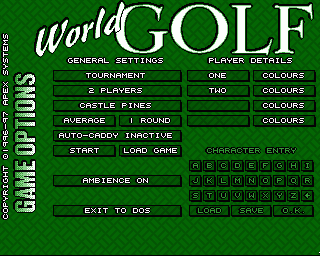 World GOLF
GENERAL SETTINGS
PLAYER DETAILS
TOURNAMENT
ONE COLOURS
2 PLAYERS
TWO COLOURS
CASTLE PINES
COLOURS
AVERAGE 1 ROUND
COLOURS
AUTO-CADDY INACTIVE
START LOAD GAME
CHARACTER ENTRY
A B C D E F G H I
J K L M N O P Q R
AMBIENCE ON
S T U V W X Y Z
LOAD SAVE O.K.
EXIT TO DOS
GAME OPTIONS
COPYRIGHT ©1996-97 APEX SYSTEMS